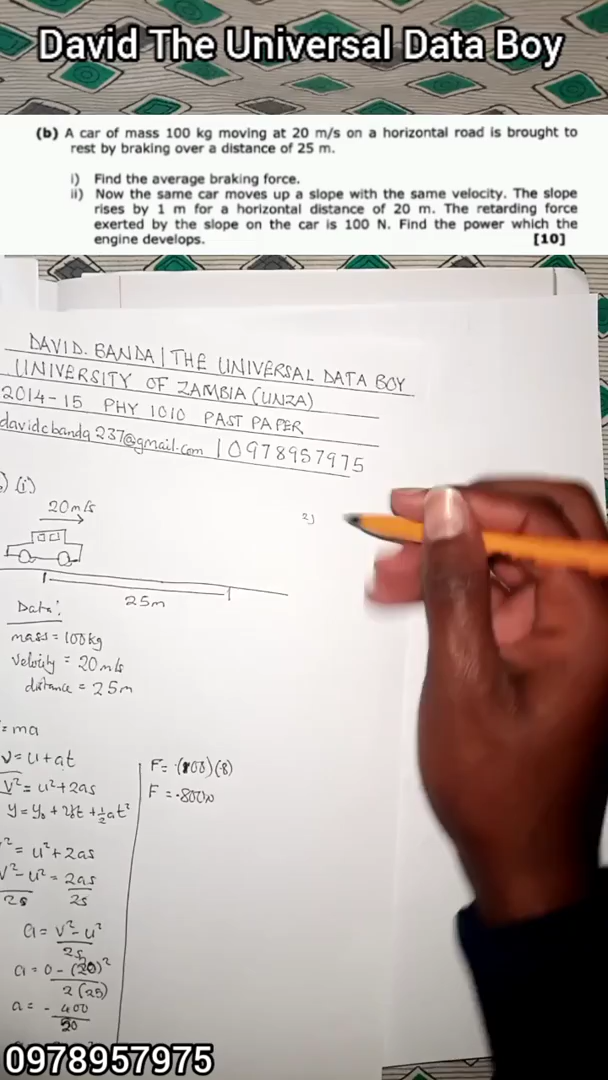 David The Universal Data Boy
(b) A car of mass 100 kg moving at 20 m/s on a horizontal road is brought to
rest by braking over a distance of 25 m.
i) Find the average braking force.
ii) Now the same car moves up a slope with the same velocity. The slope
rises by 1 m for a horizontal distance of 20 m. The retarding force
exerted by the slope on the car is 100 N. Find the power which the
engine develops. [10]
DAVID. BANDA | THE UNIVERSAL DATA BOY
UNIVERSITY OF ZAMBIA (UNZA)
2014-15 PHY 1010 PAST PAPER
davidcbanda237@gmail.com | 0978957975
) (i)
20m/s
25m
Data:
mass = 100kg
velocity = 20m/s
distance = 25m
= ma
v = u + at
v² = u² + 2as
y = y₀ + + ½at²
² = u² + 2as
v² - u² = 2as
2s 2s
a = v² - u²
2s
a = 0 - (20)²
2(25)
a = - 400
50
F = (100)(8)
F = -800N
2)
0978957975